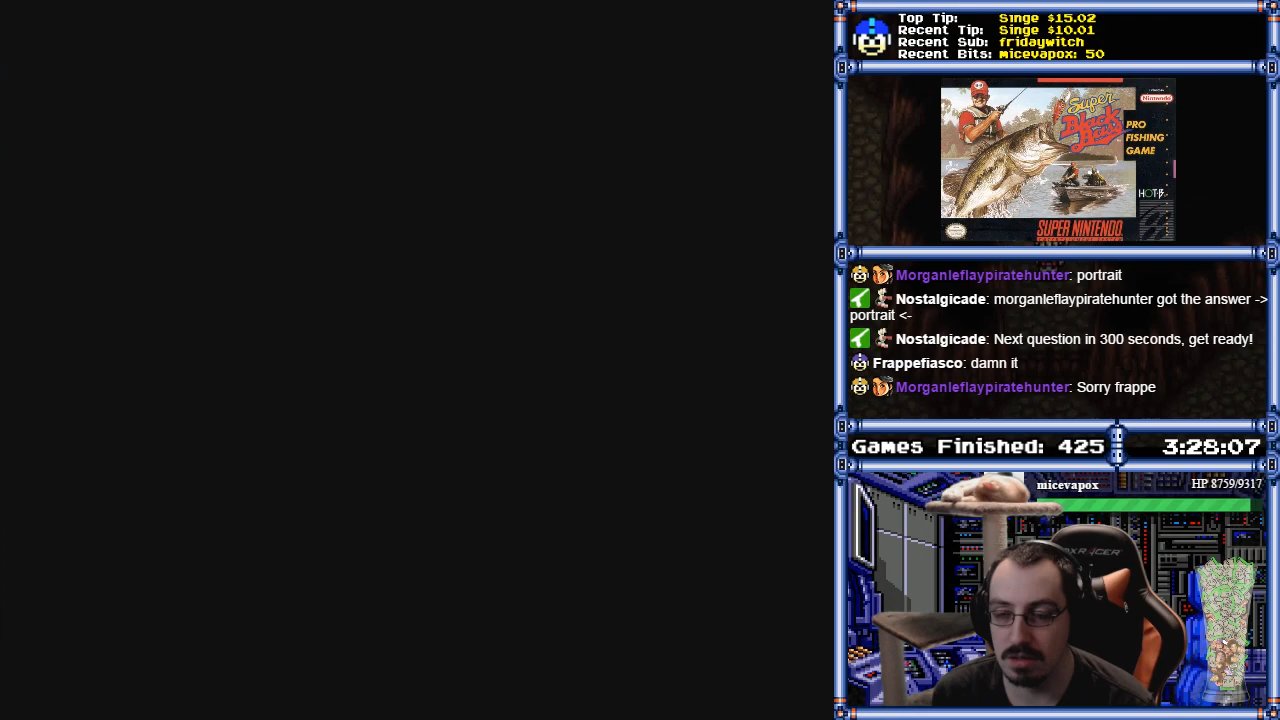 Top Tip: Singe $15.02
Recent Tip: Singe $10.01
Recent Sub: fridaywitch
Recent Bits: micevapox: 50
Super
Black
Bass
PRO
FISHING
GAME
Nintendo
HOT·B
SUPER NINTENDO
ENTERTAINMENT SYSTEM
Morganleflaypiratehunter: portrait
Nostalgicade: morganleflaypiratehunter got the answer ->
portrait <-
Nostalgicade: Next question in 300 seconds, get ready!
Frappefiasco: damn it
Morganleflaypiratehunter: Sorry frappe
Games Finished: 425
3:28:07
micevapox
HP 8759/9317